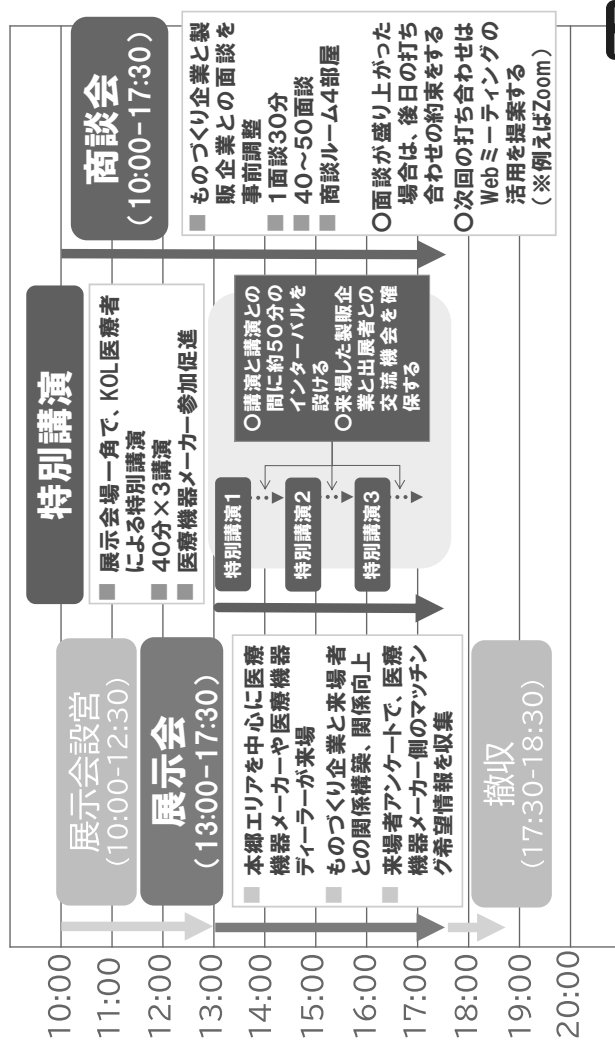 10:00
11:00
12:00
13:00
14:00
15:00
16:00
17:00
18:00
19:00
20:00
展示会設営
(10:00-12:30)
展示会
(13:00-17:30)
■ 本郷エリアを中心に医療
機器メーカーや医療機器
ディーラーが来場
■ ものづくり企業と来場者
との関係構築、関係向上
■ 来場者アンケートで、医療
機器メーカー側のマッチン
グ希望情報を収集
撤収
(17:30-18:30)
特別講演
■ 展示会場一角で、KOL医療者
による特別講演
■ 40分×3講演
■ 医療機器メーカー参加促進
特別講演1
特別講演2
特別講演3
○講演と講演との
間に約50分の
インターバルを
設ける
○来場した製販企
業と出展者との
交流機会を確
保する
商談会
(10:00-17:30)
■ ものづくり企業と製
販企業との面談を
事前調整
■ 1面談30分
■ 40～50面談
■ 商談ルーム4部屋
○面談が盛り上がった
場合は、後日の打ち
合わせの約束をする
○次回の打ち合わせは
Webミーティングの
活用を提案する
(※例えばZoom)